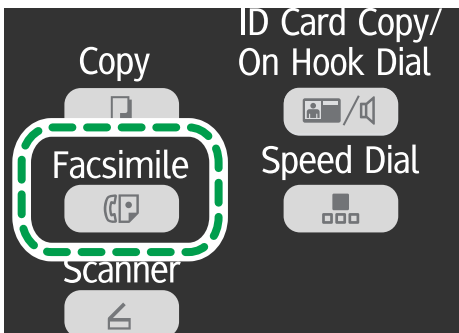 Copy
ID Card Copy/
On Hook Dial
Facsimile
Speed Dial
Scanner